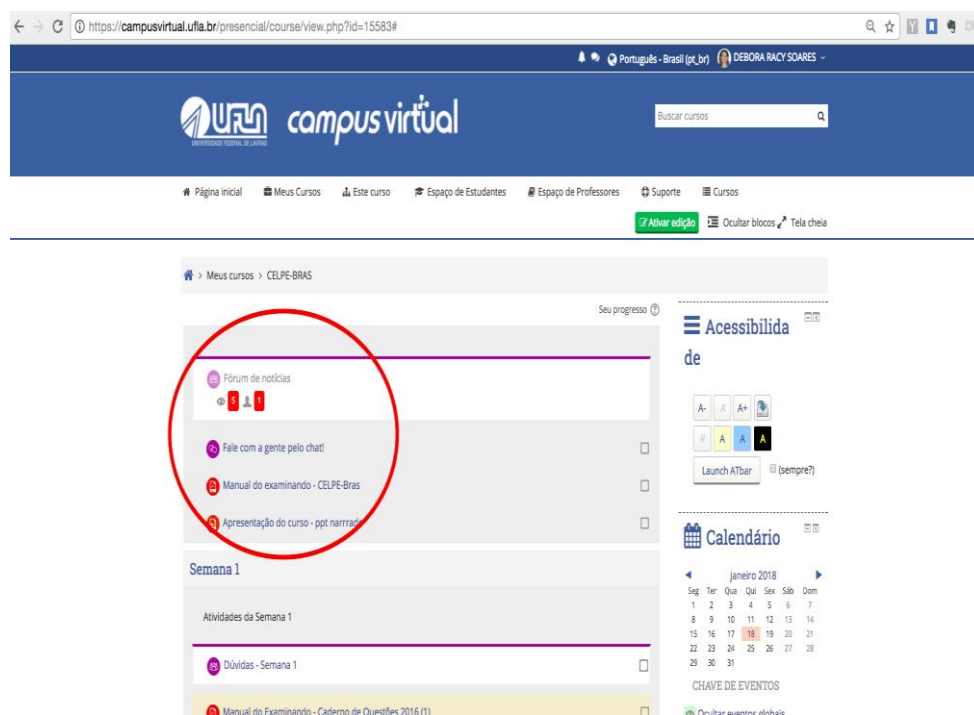 https://campusvirtual.ufla.br/presencial/course/view.php?id=15583#
Português - Brasil (pt_br) DEBORA RACY SOARES
UFLA campus virtual
UNIVERSIDADE FEDERAL DE LAVRAS
Buscar cursos
Página inicial Meus Cursos Este curso Espaço de Estudantes Espaço de Professores Suporte Cursos
Ativar edição Ocultar blocos Tela cheia
> Meus cursos > CELPE-BRAS
Seu progresso
Fórum de notícias
5 1
Fale com a gente pelo chat!
Manual do examinando - CELPE-Bras
Apresentação do curso - ppt narrrado
Semana 1
Atividades da Semana 1
Dúvidas - Semana 1
Manual do Examinando - Caderno de Questões 2016 (1)
Acessibilida
de
A- A A+
R A A A
Launch ATbar (sempre?)
Calendário
janeiro 2018
Seg Ter Qua Qui Sex Sáb Dom
1 2 3 4 5 6 7
8 9 10 11 12 13 14
15 16 17 18 19 20 21
22 23 24 25 26 27 28
29 30 31
CHAVE DE EVENTOS
Ocultar eventos globais